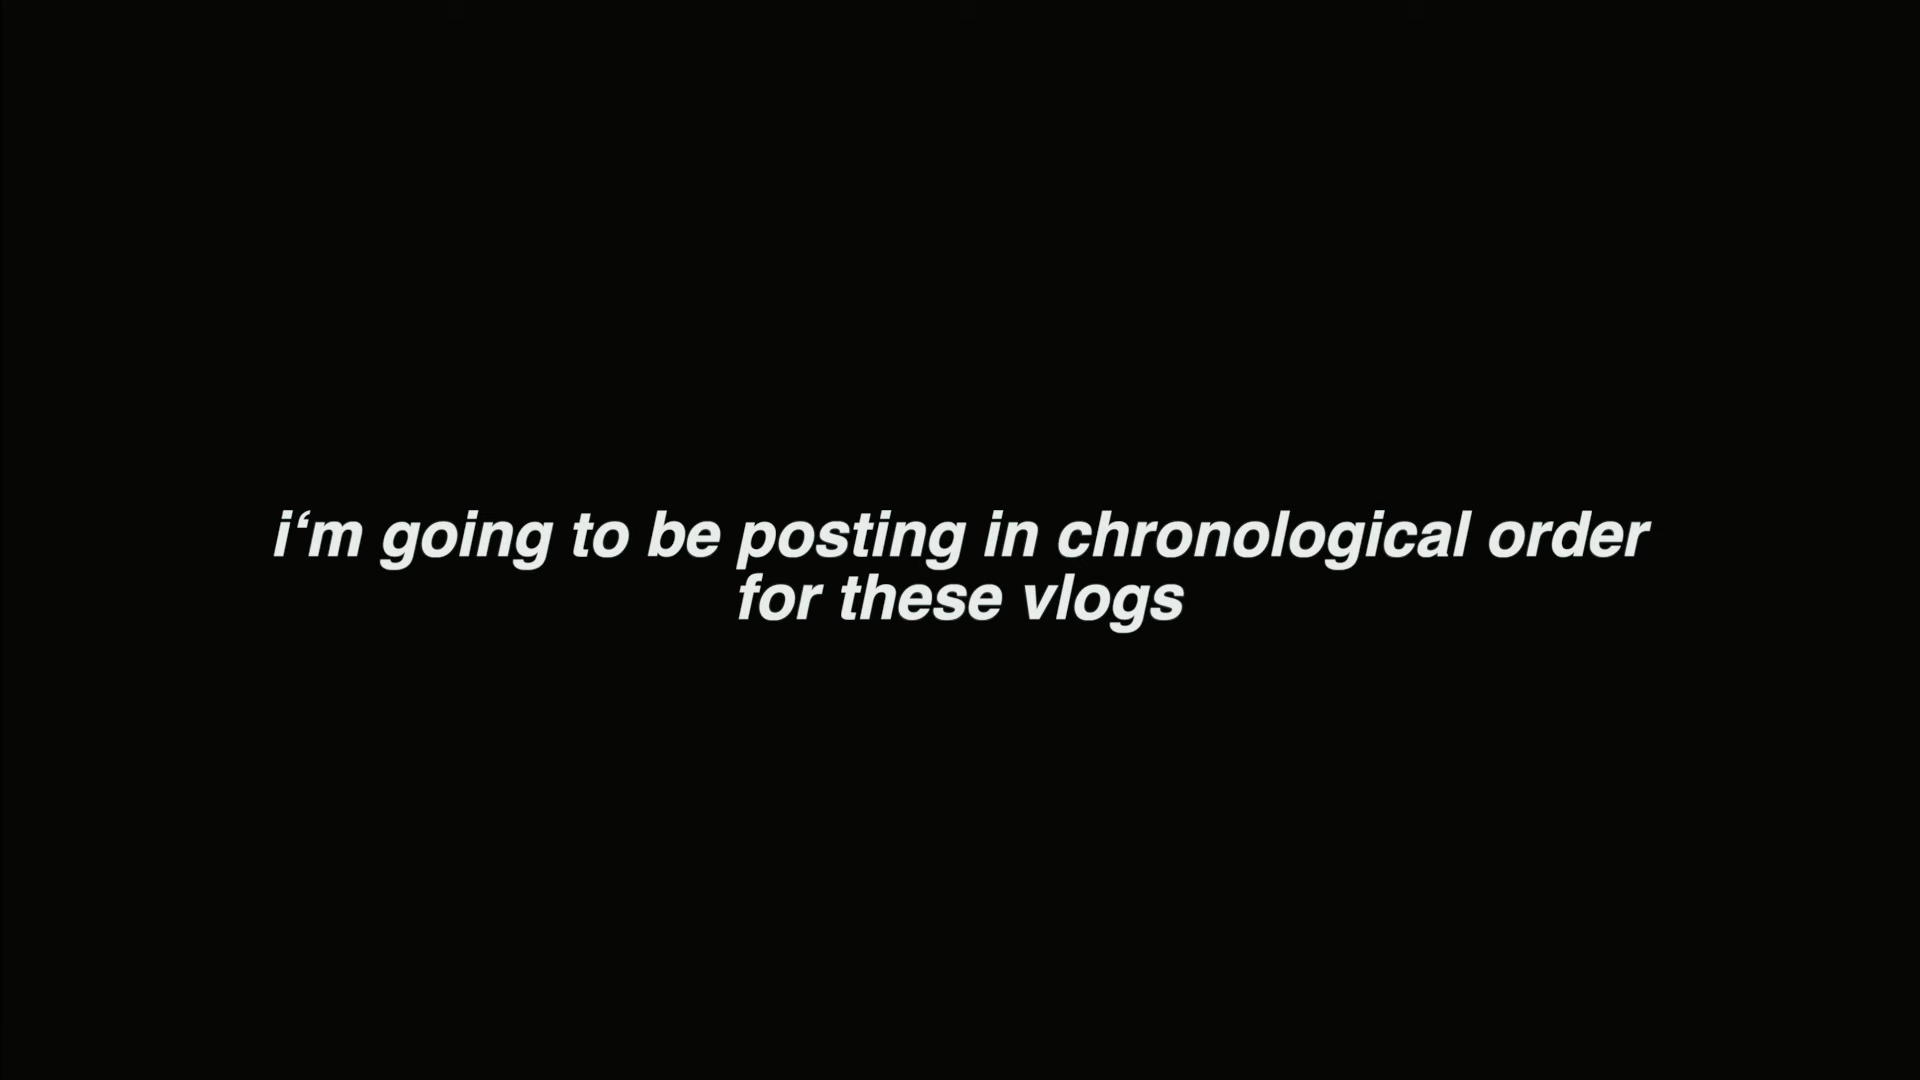 i‘m going to be posting in chronological order
for these vlogs